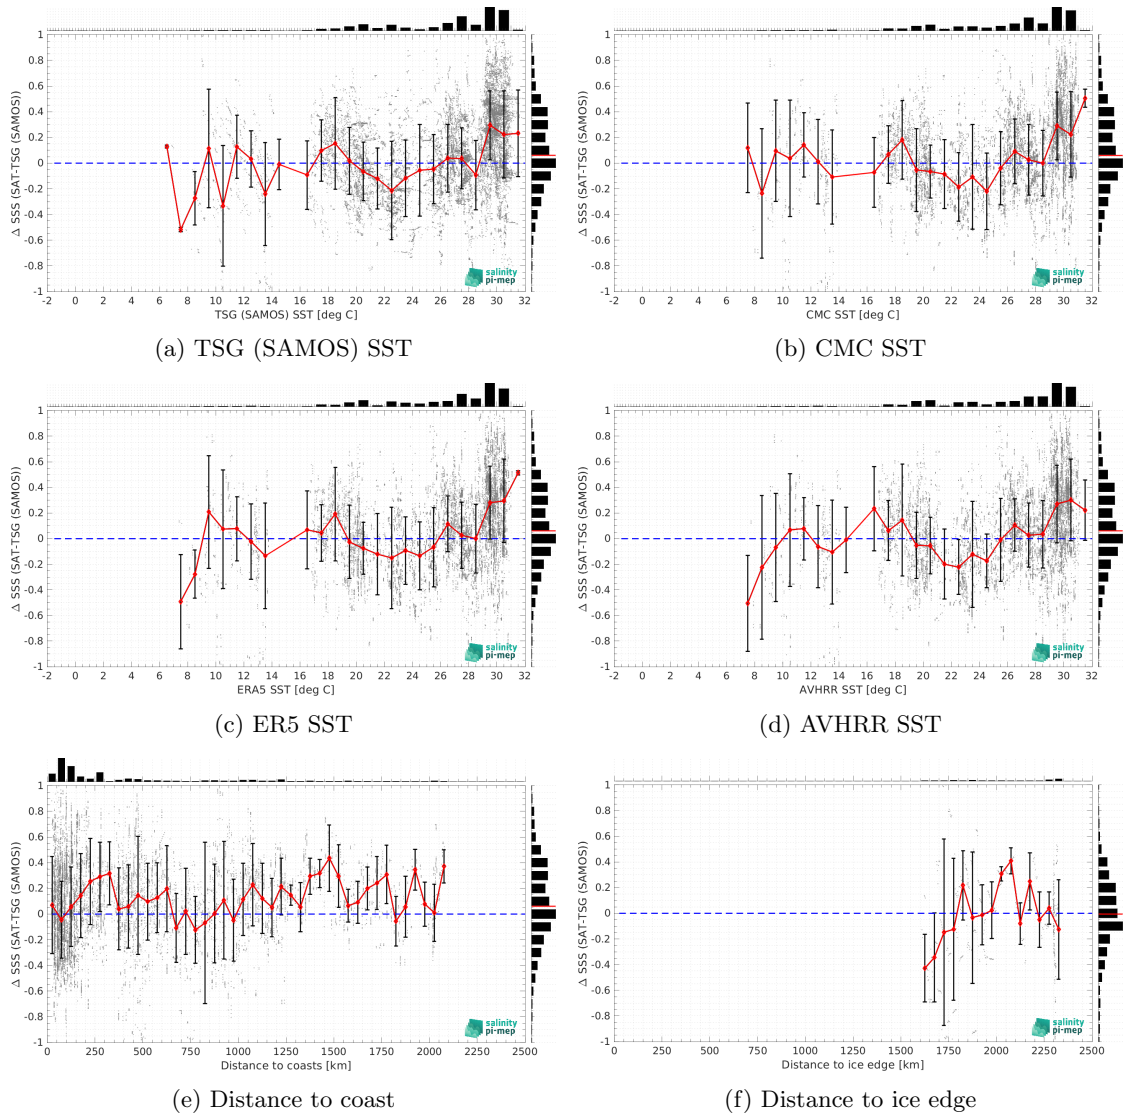 1
0.8
0.6
0.4
0.2
0
-0.2
-0.4
-0.6
-0.8
-1
Δ SSS (SAT-TSG (SAMOS))
-2 0 2 4 6 8 10 12 14 16 18 20 22 24 26 28 30 32
TSG (SAMOS) SST [deg C]
salinity
pi-mep
(a) TSG (SAMOS) SST
1
0.8
0.6
0.4
0.2
0
-0.2
-0.4
-0.6
-0.8
-1
Δ SSS (SAT-TSG (SAMOS))
-2 0 2 4 6 8 10 12 14 16 18 20 22 24 26 28 30 32
CMC SST [deg C]
salinity
pi-mep
(b) CMC SST
1
0.8
0.6
0.4
0.2
0
-0.2
-0.4
-0.6
-0.8
-1
Δ SSS (SAT-TSG (SAMOS))
-2 0 2 4 6 8 10 12 14 16 18 20 22 24 26 28 30 32
ERA5 SST [deg C]
salinity
pi-mep
(c) ER5 SST
1
0.8
0.6
0.4
0.2
0
-0.2
-0.4
-0.6
-0.8
-1
Δ SSS (SAT-TSG (SAMOS))
-2 0 2 4 6 8 10 12 14 16 18 20 22 24 26 28 30 32
AVHRR SST [deg C]
salinity
pi-mep
(d) AVHRR SST
1
0.8
0.6
0.4
0.2
0
-0.2
-0.4
-0.6
-0.8
-1
Δ SSS (SAT-TSG (SAMOS))
0 250 500 750 1000 1250 1500 1750 2000 2250 2500
Distance to coasts [km]
salinity
pi-mep
(e) Distance to coast
1
0.8
0.6
0.4
0.2
0
-0.2
-0.4
-0.6
-0.8
-1
Δ SSS (SAT-TSG (SAMOS))
0 250 500 750 1000 1250 1500 1750 2000 2250 2500
Distance to ice edge [km]
salinity
pi-mep
(f) Distance to ice edge